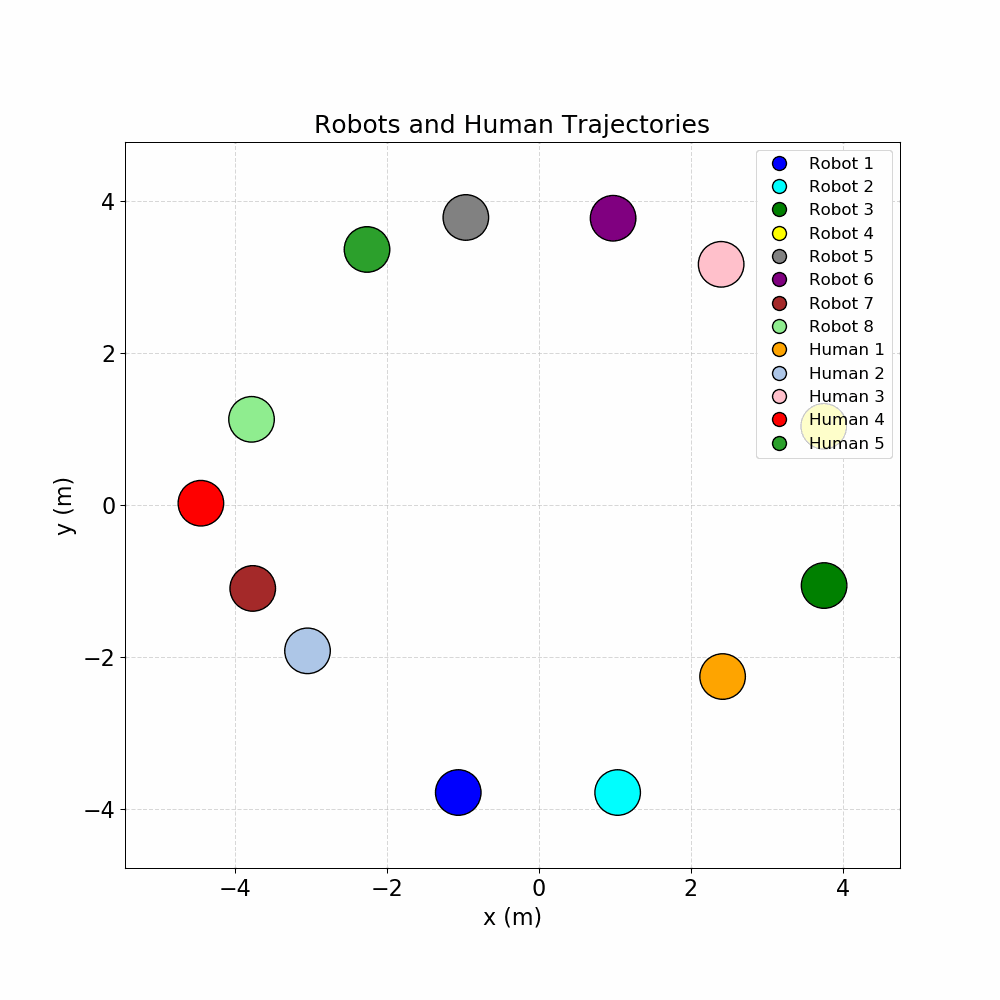 Robots and Human Trajectories
Robot 1
Robot 2
Robot 3
Robot 4
Robot 5
Robot 6
Robot 7
Robot 8
Human 1
Human 2
Human 3
Human 4
Human 5
4
2
0
−2
−4
y (m)
−4
−2
0
2
4
x (m)